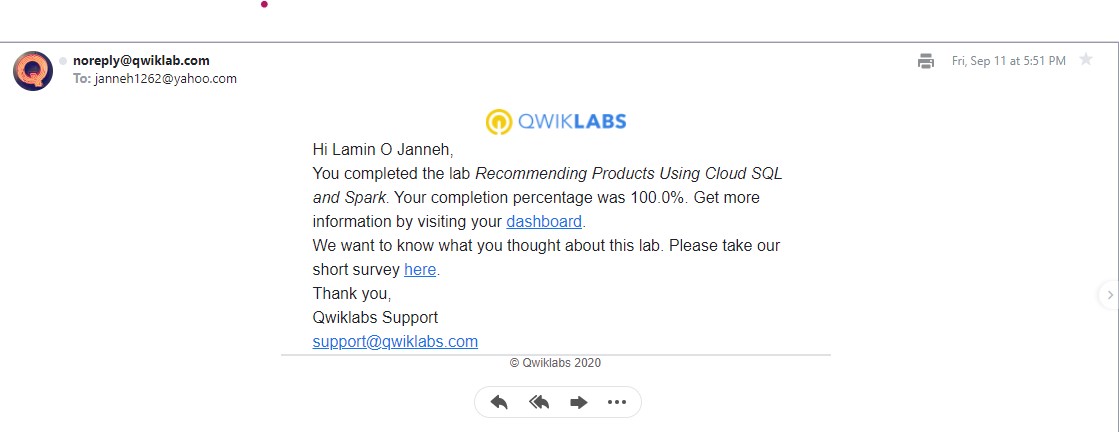 noreply@qwiklab.com
Fri, Sep 11 at 5:51 PM
To: janneh1262@yahoo.com
QWIKLABS
Hi Lamin O Janneh,
You completed the lab Recommending Products Using Cloud SQL
and Spark. Your completion percentage was 100.0%. Get more
information by visiting your dashboard.
We want to know what you thought about this lab. Please take our
short survey here.
Thank you,
Qwiklabs Support
support@qwiklabs.com
© Qwiklabs 2020